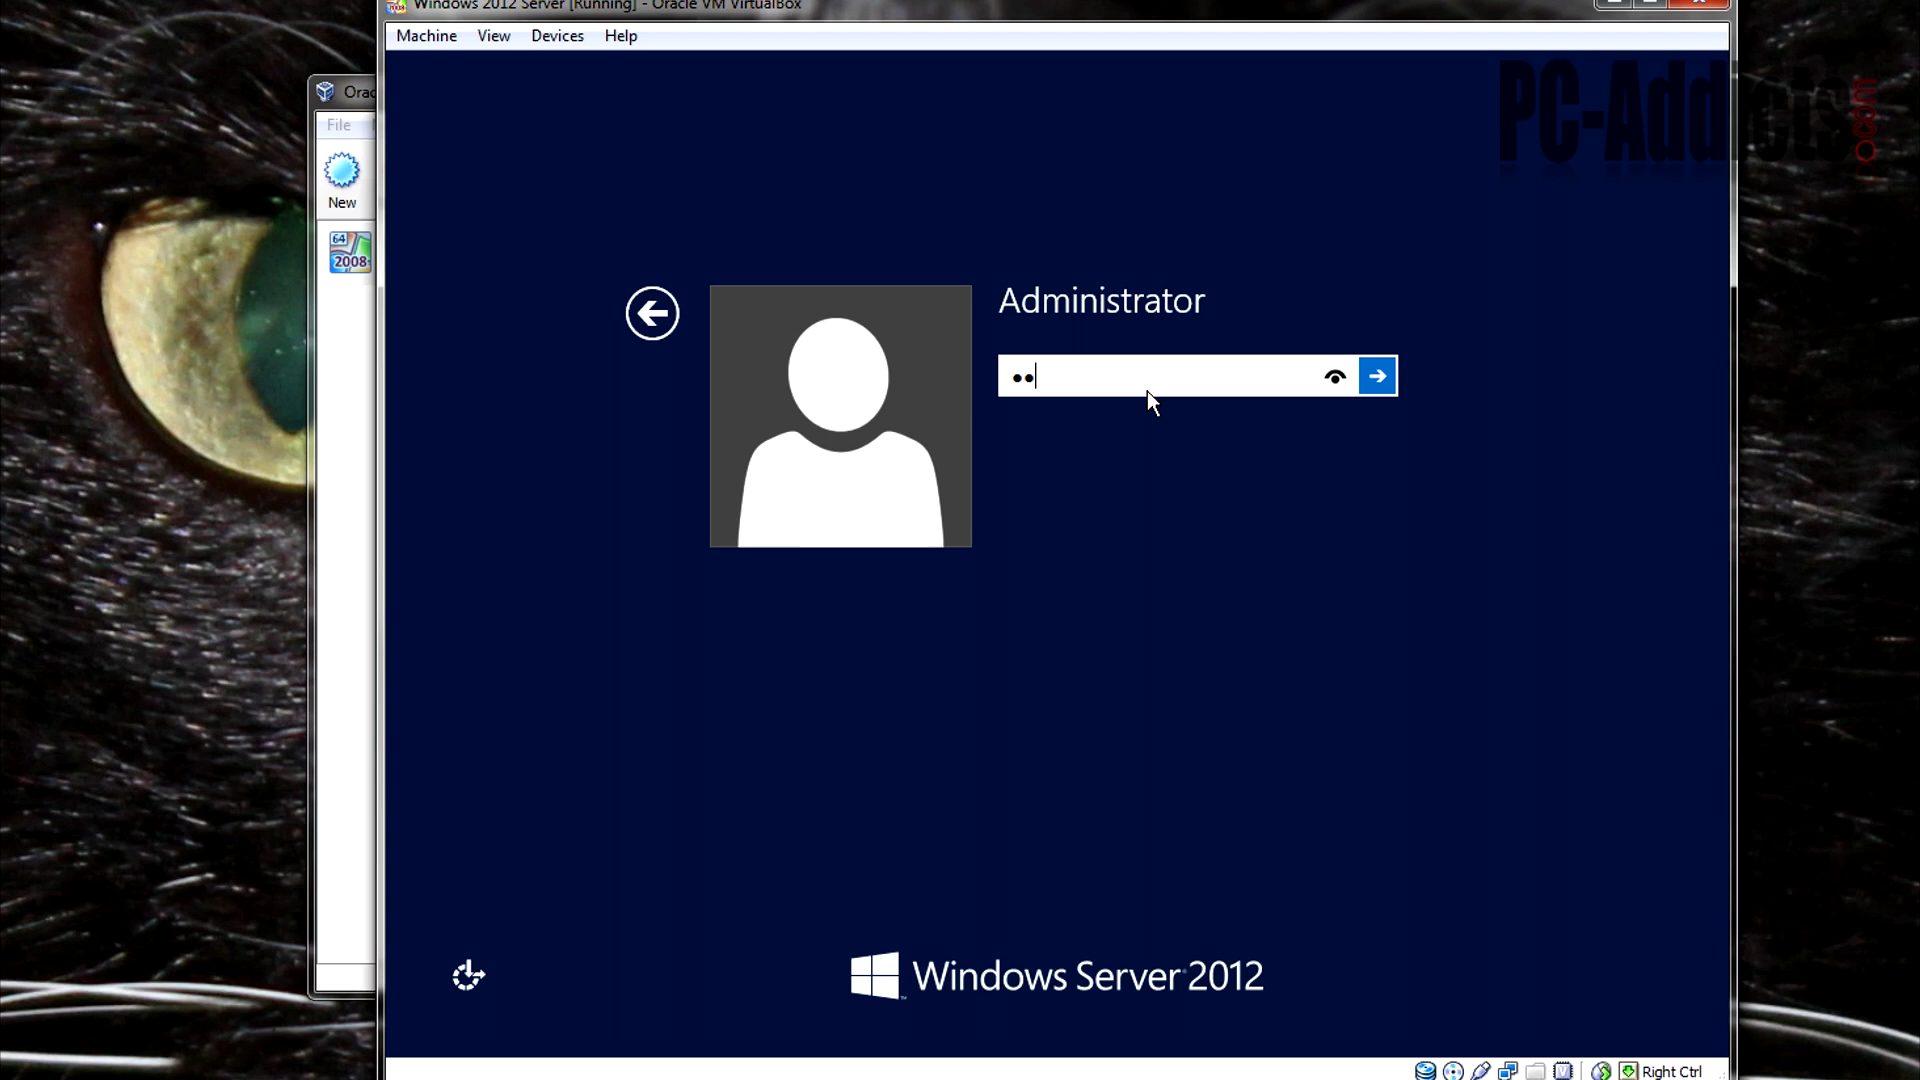 Windows 2012 Server [Running] - Oracle VM VirtualBox
Machine View Devices Help
PC-Addicts.com
Orac
File
New
64
2008
Administrator
Windows Server 2012
Right Ctrl